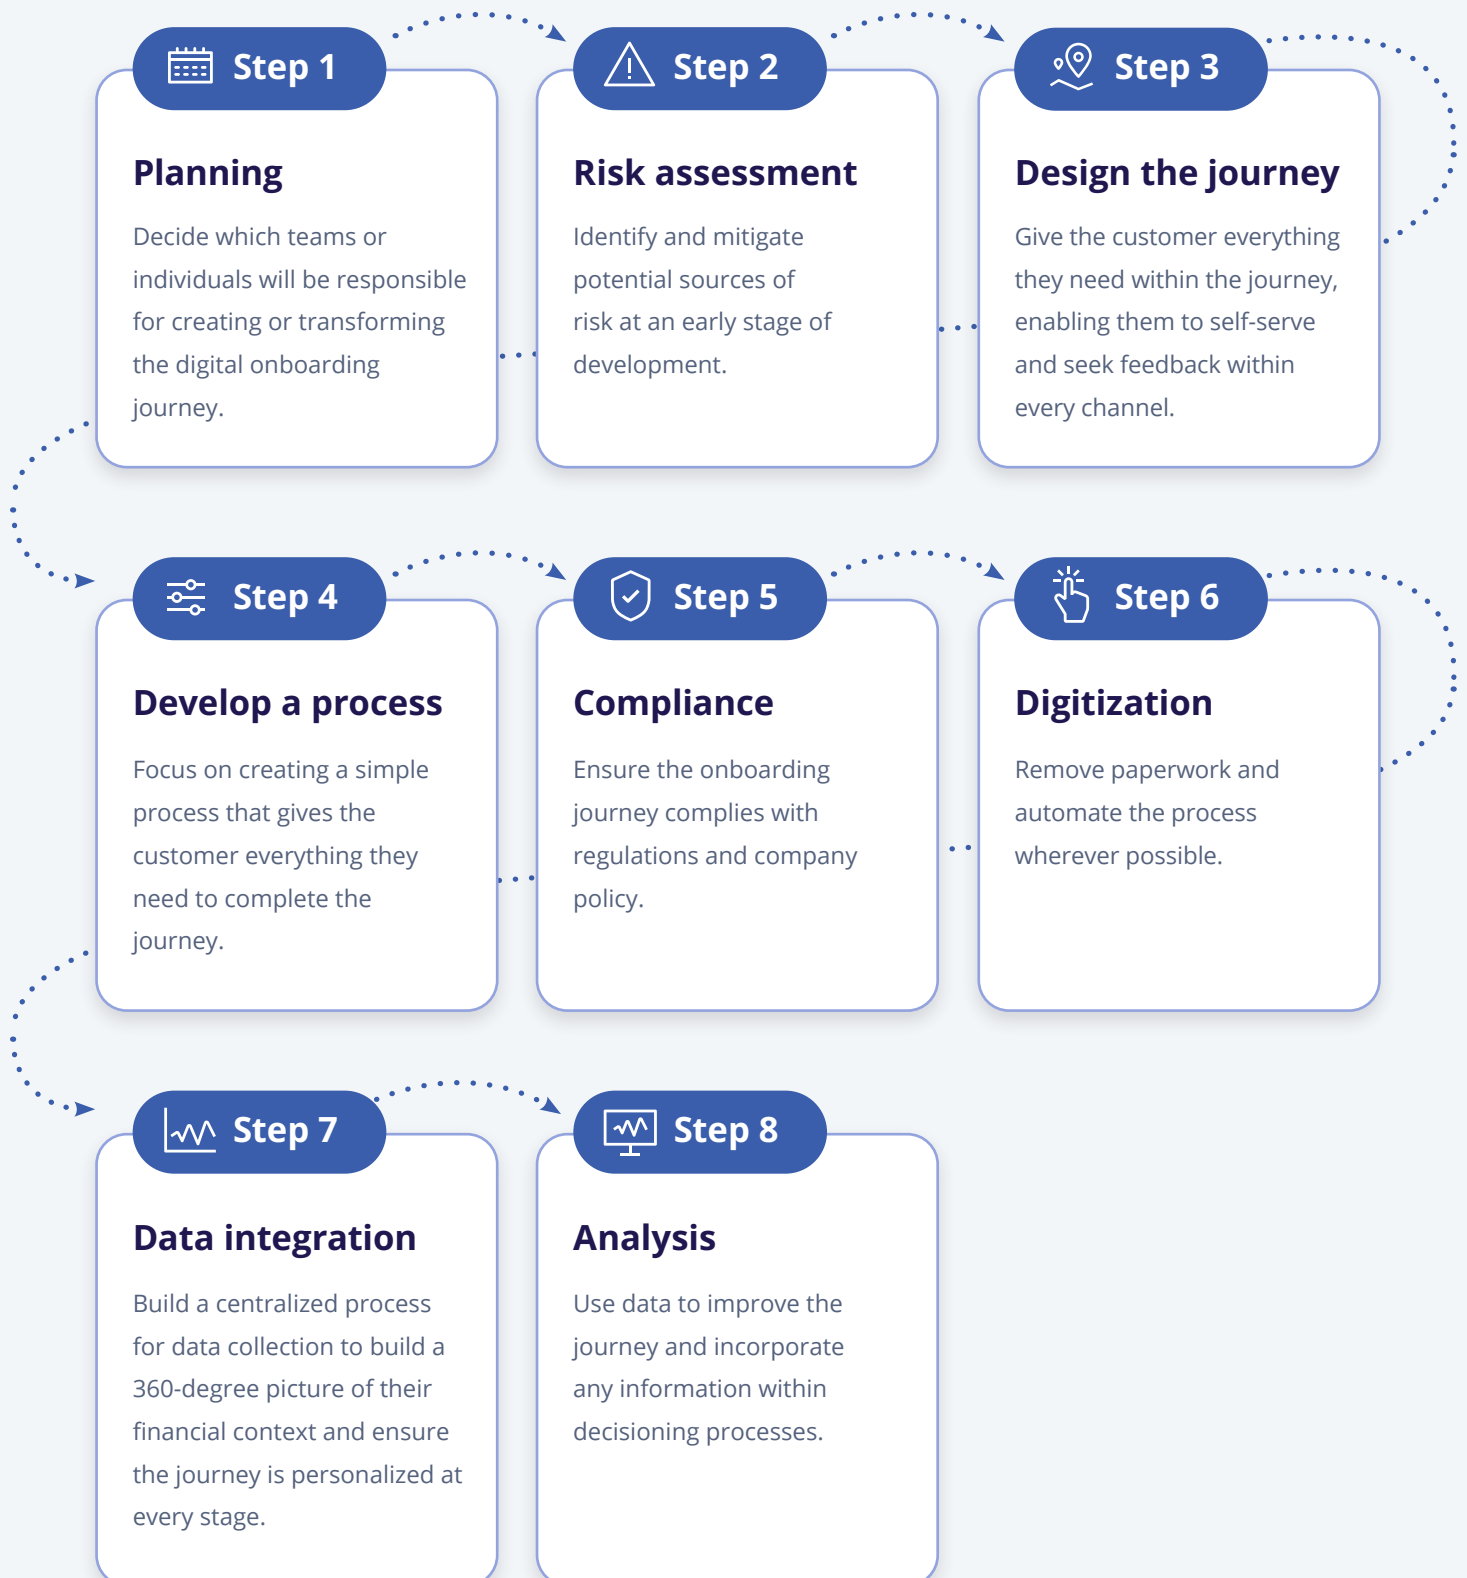 Step 1
Planning
Decide which teams or
individuals will be responsible
for creating or transforming
the digital onboarding
journey.
Step 2
Risk assessment
Identify and mitigate
potential sources of
risk at an early stage of
development.
Step 3
Design the journey
Give the customer everything
they need within the journey,
enabling them to self-serve
and seek feedback within
every channel.
Step 4
Develop a process
Focus on creating a simple
process that gives the
customer everything they
need to complete the
journey.
Step 5
Compliance
Ensure the onboarding
journey complies with
regulations and company
policy.
Step 6
Digitization
Remove paperwork and
automate the process
wherever possible.
Step 7
Data integration
Build a centralized process
for data collection to build a
360-degree picture of their
financial context and ensure
the journey is personalized at
every stage.
Step 8
Analysis
Use data to improve the
journey and incorporate
any information within
decisioning processes.